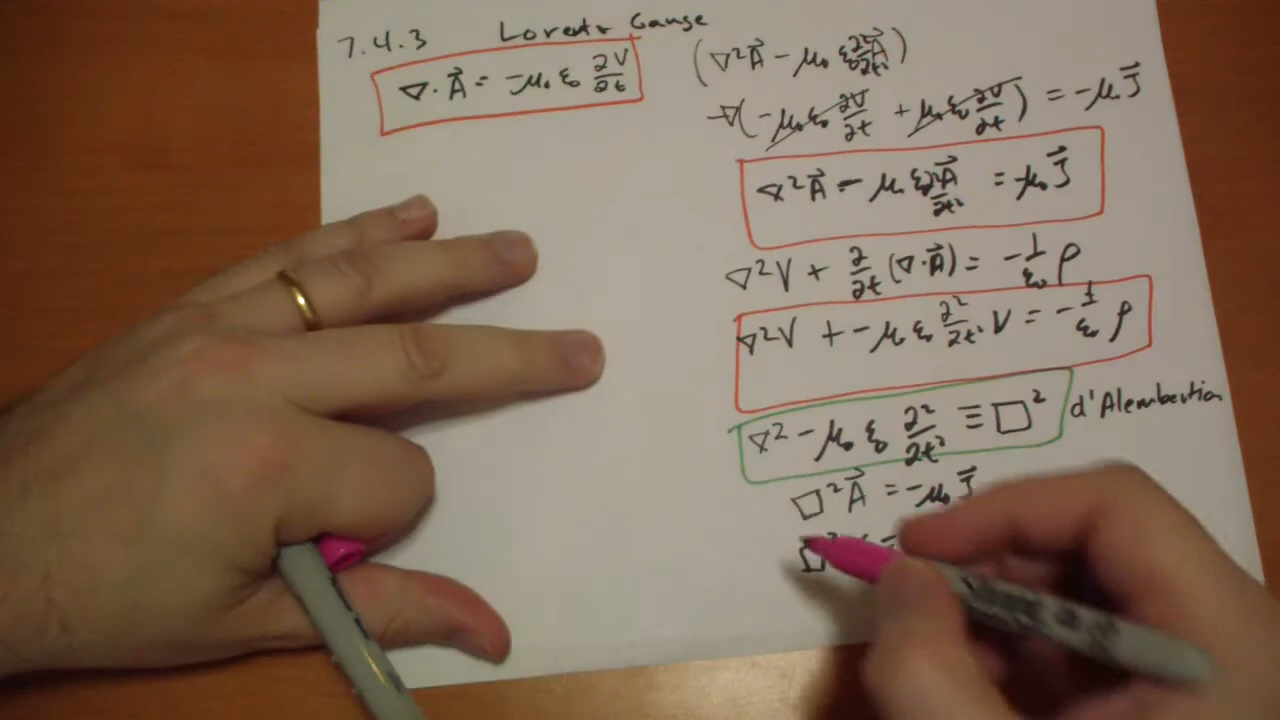 7.4.3 Lorentz Gauge
∇·A⃗ = -μ₀ε₀ ∂V/∂t
(∇²A⃗ - μ₀ε₀ ∂²A⃗/∂t²)
-∇(-μ₀ε₀ ∂V/∂t + μ₀ε₀ ∂V/∂t) = -μ₀J⃗
∇²A⃗ - μ₀ε₀ ∂²A⃗/∂t² = -μ₀J⃗
∇²V + ∂/∂t (∇·A⃗) = -1/ε₀ ρ
∇²V + -μ₀ε₀ ∂²/∂t² V = -1/ε₀ ρ
∇² - μ₀ε₀ ∂²/∂t² ≡ □² d'Alembertian
□²A⃗ = -μ₀J⃗
□²